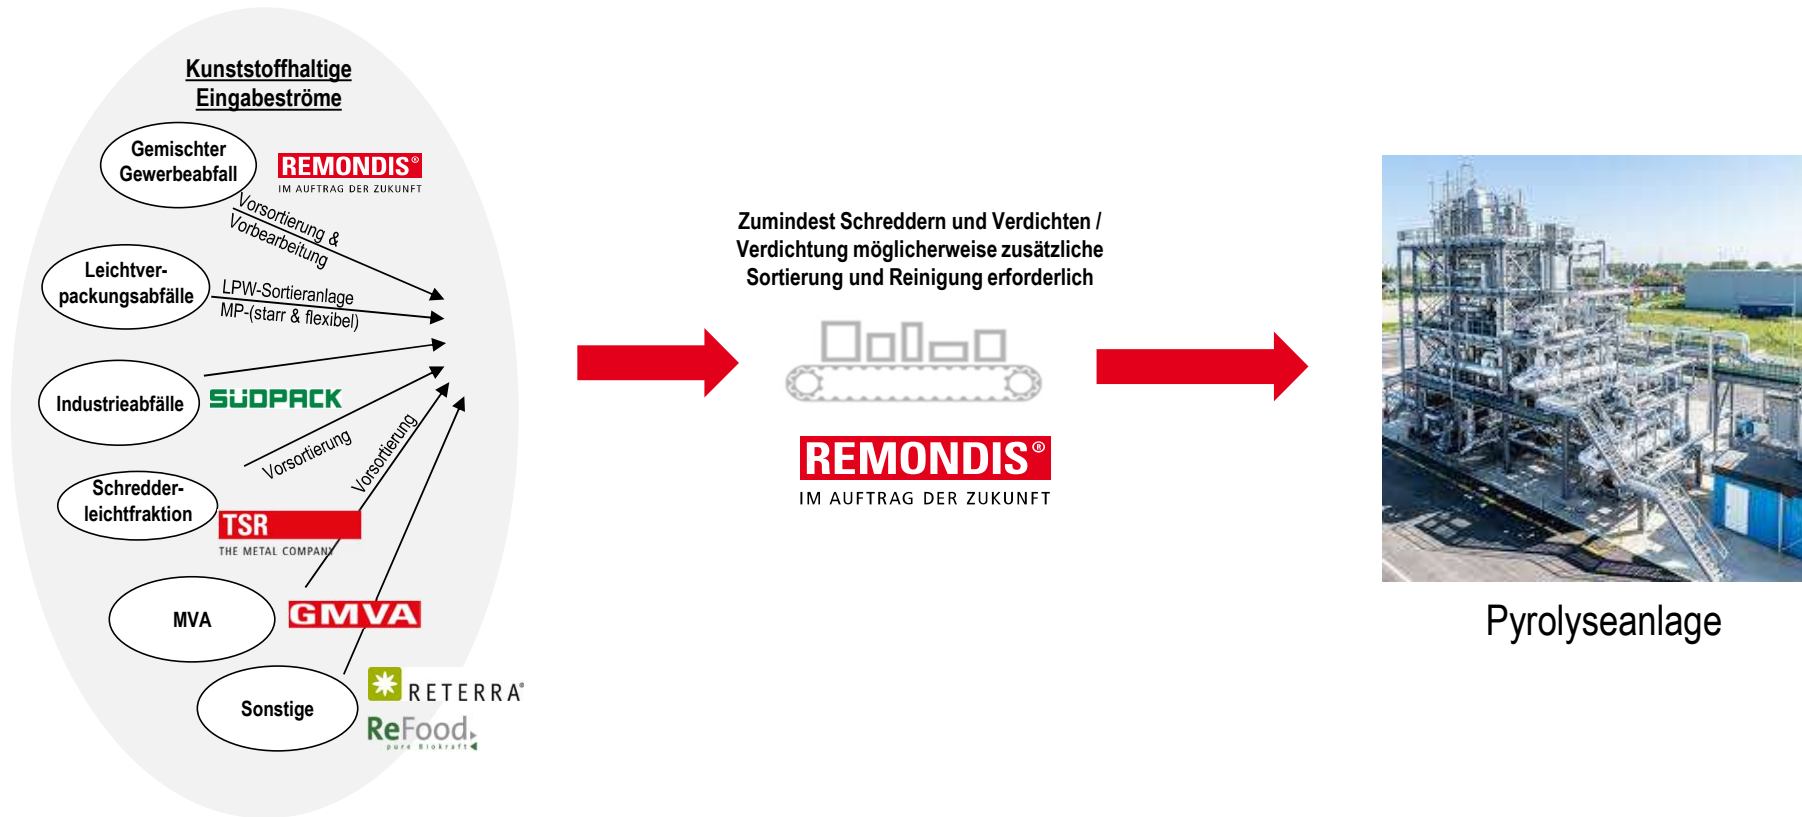 Kunststoffhaltige
Eingabeströme
Gemischter
Gewerbeabfall
REMONDIS®
IM AUFTRAG DER ZUKUNFT
Vorsortierung &
Vorbearbeitung
Leichtver-
packungsabfälle
LPW-Sortieranlage
MP-(starr & flexibel)
Industrieabfälle
SÜDPACK
Vorsortierung
Vorsortierung
Schredder-
leichtfraktion
TSR
THE METAL COMPANY
MVA
GMVA
Sonstige
RETERRA®
ReFood
pure Biokraft
Zumindest Schreddern und Verdichten /
Verdichtung möglicherweise zusätzliche
Sortierung und Reinigung erforderlich
REMONDIS®
IM AUFTRAG DER ZUKUNFT
Pyrolyseanlage